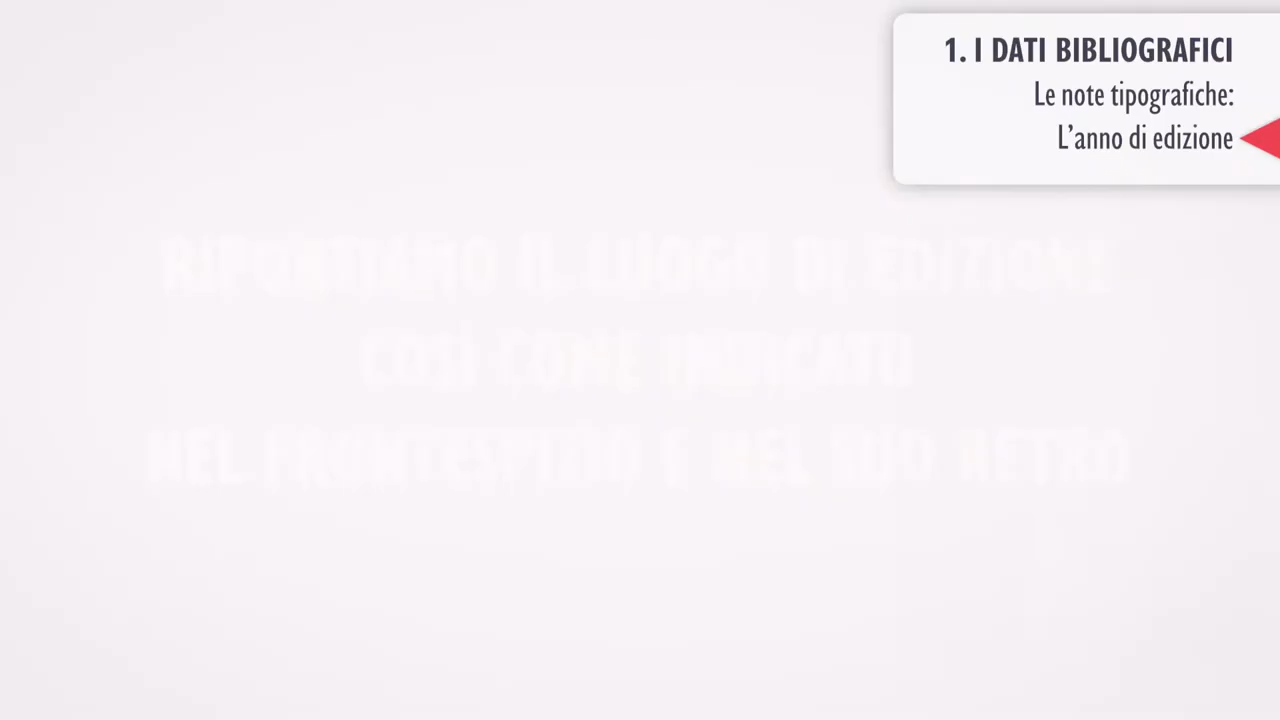 1. I DATI BIBLIOGRAFICI
Le note tipografiche:
L’anno di edizione
RIPORTIAMO IL LUOGO DI EDIZIONE
COSÌ COME INDICATO
NEL FRONTESPIZIO E NEL SUO RETRO